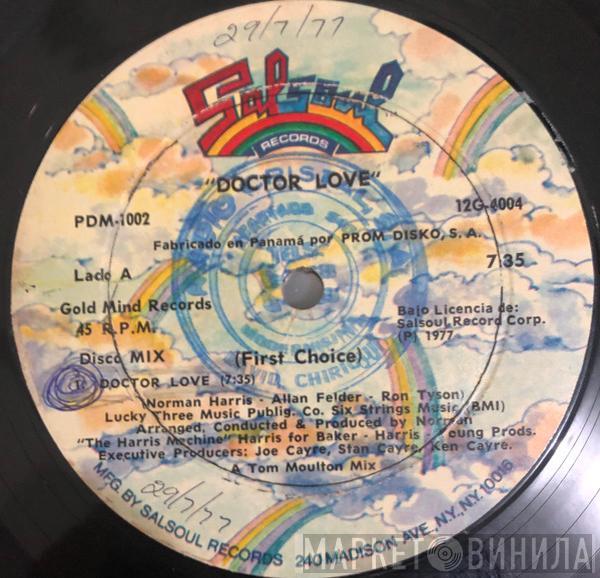 29/7/77
Salsoul
RECORDS
"DOCTOR LOVE"
PDM-1002
12G-4004
Fabricado en Panamá por PROM DISKO, S.A.
Lado A
7:35
Gold Mind Records
45 R.P.M.
Bajo Licencia de:
Salsoul Record Corp.
(P) 1977
Disco MIX
(First Choice)
1. DOCTOR LOVE (7:35)
(Norman Harris - Allan Felder - Ron Tyson)
Lucky Three Music Publig. Co. Six Strings Music (BMI)
Arranged, Conducted & Produced by Norman
"The Harris Machine" Harris for Baker - Harris - Young Prods.
Executive Producers: Joe Cayre, Stan Cayre, Ken Cayre.
A Tom Moulton Mix
29/7/77
MFG. BY SALSOUL RECORDS 240 MADISON AVE. N.Y. N.Y. 10016
DAVID, CHIRIQUI
МАРКЕТ ВИНИЛА